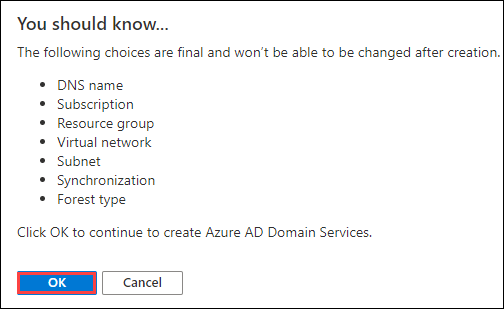 You should know...
The following choices are final and won't be able to be changed after creation.
• DNS name
• Subscription
• Resource group
• Virtual network
• Subnet
• Synchronization
• Forest type
Click OK to continue to create Azure AD Domain Services.
OK Cancel